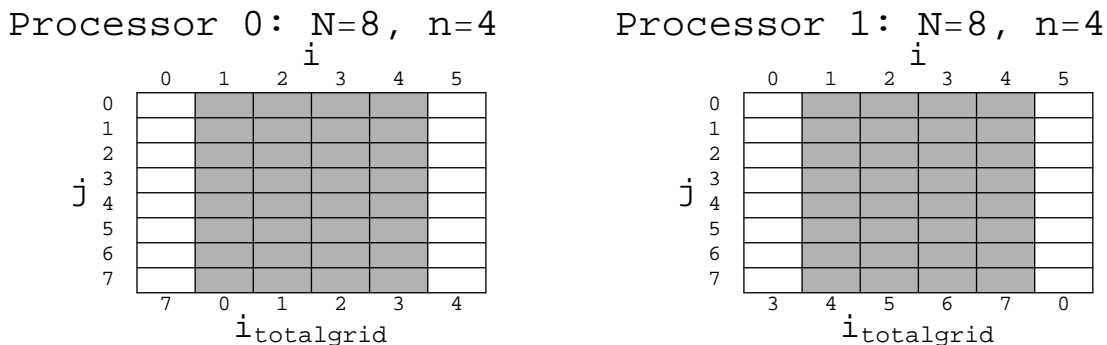 Processor 0: N=8, n=4
i
0 1 2 3 4 5
0
1
2
3
4
5
6
7
j
7 0 1 2 3 4
i_totalgrid
Processor 1: N=8, n=4
i
0 1 2 3 4 5
0
1
2
3
4
5
6
7
j
3 4 5 6 7 0
i_totalgrid